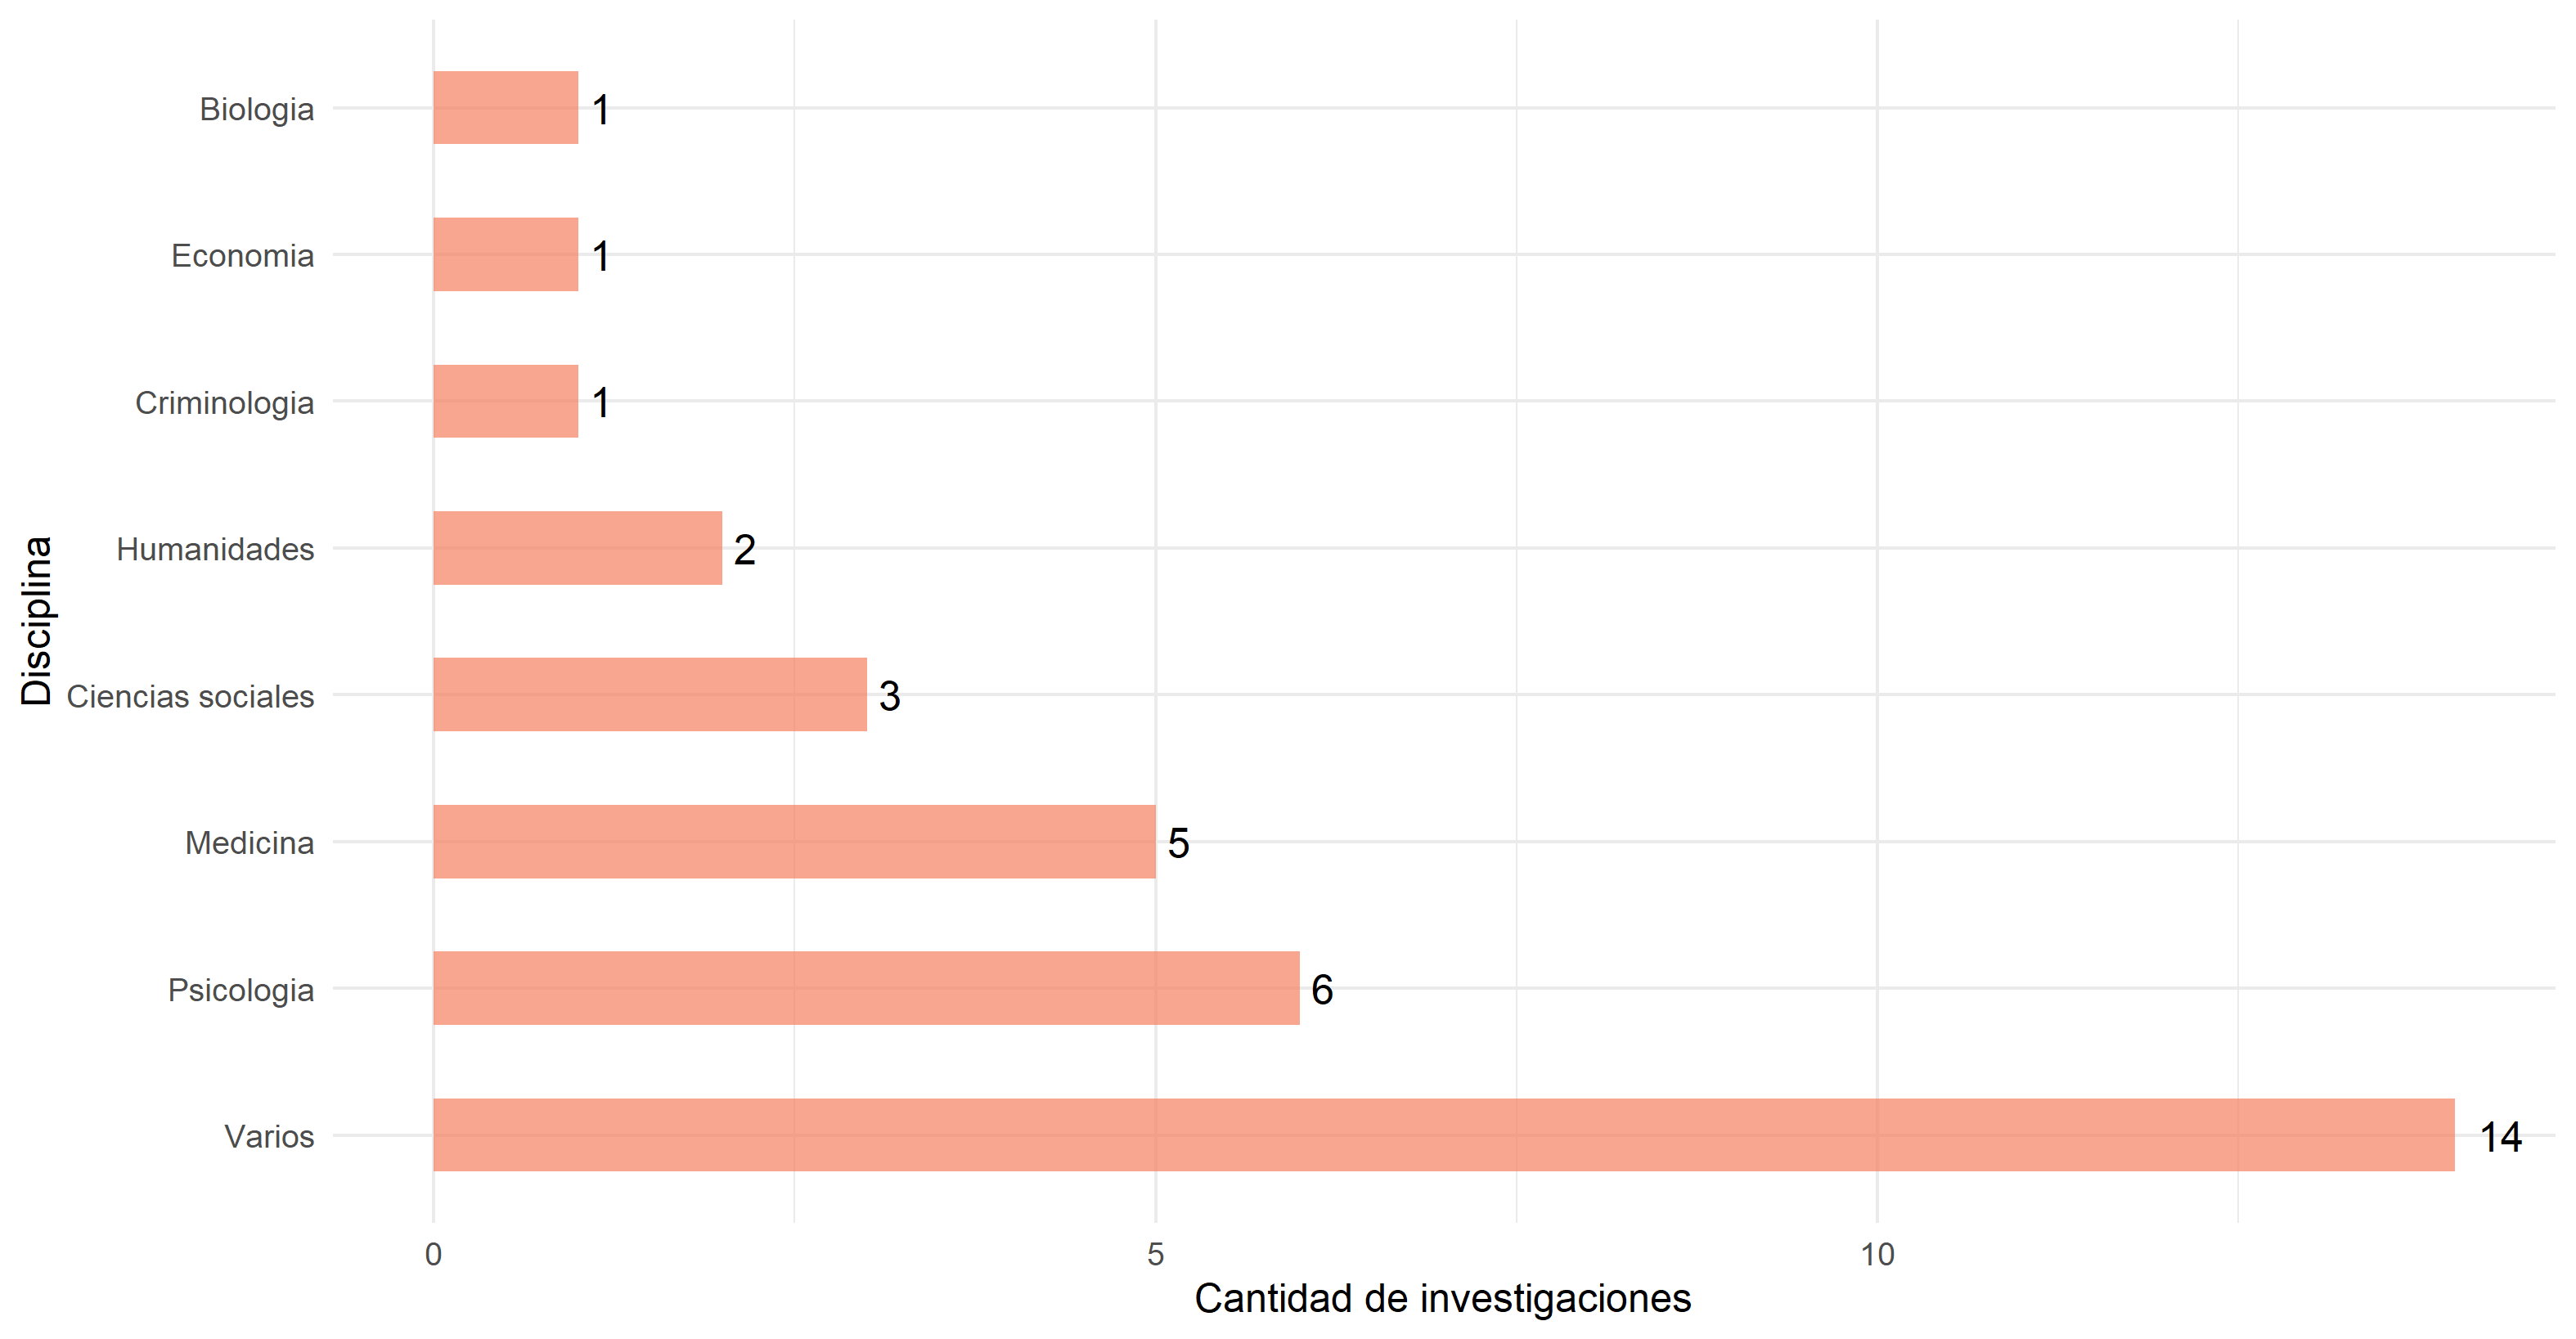 Disciplina
Biologia 1
Economia 1
Criminologia 1
Humanidades 2
Ciencias sociales 3
Medicina 5
Psicologia 6
Varios 14
0 5 10
Cantidad de investigaciones